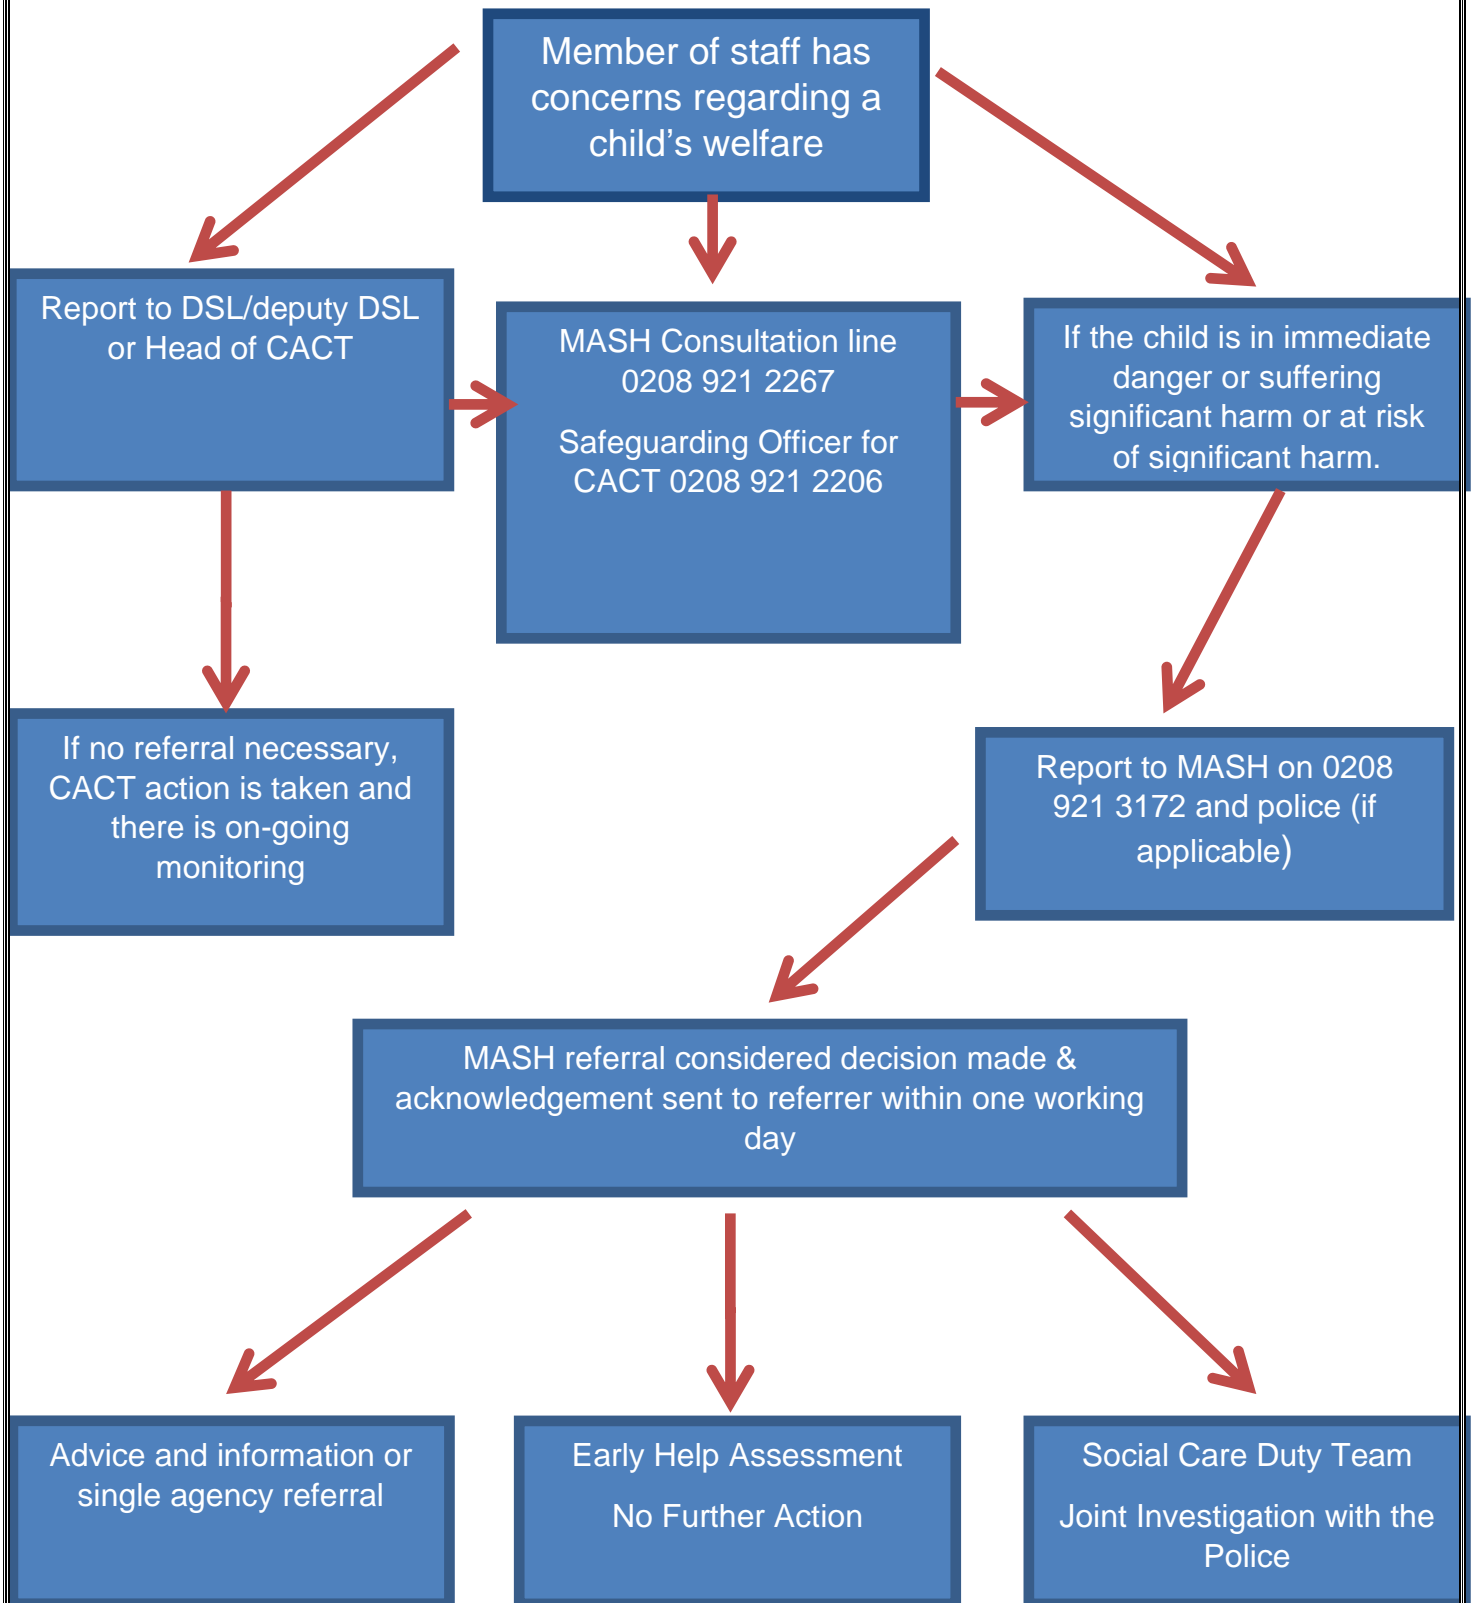 Member of staff has
concerns regarding a
child’s welfare
Report to DSL/deputy DSL
or Head of CACT
MASH Consultation line
0208 921 2267
Safeguarding Officer for
CACT 0208 921 2206
If the child is in immediate
danger or suffering
significant harm or at risk
of significant harm.
If no referral necessary,
CACT action is taken and
there is on-going
monitoring
Report to MASH on 0208
921 3172 and police (if
applicable)
MASH referral considered decision made &
acknowledgement sent to referrer within one working
day
Advice and information or
single agency referral
Early Help Assessment
No Further Action
Social Care Duty Team
Joint Investigation with the
Police